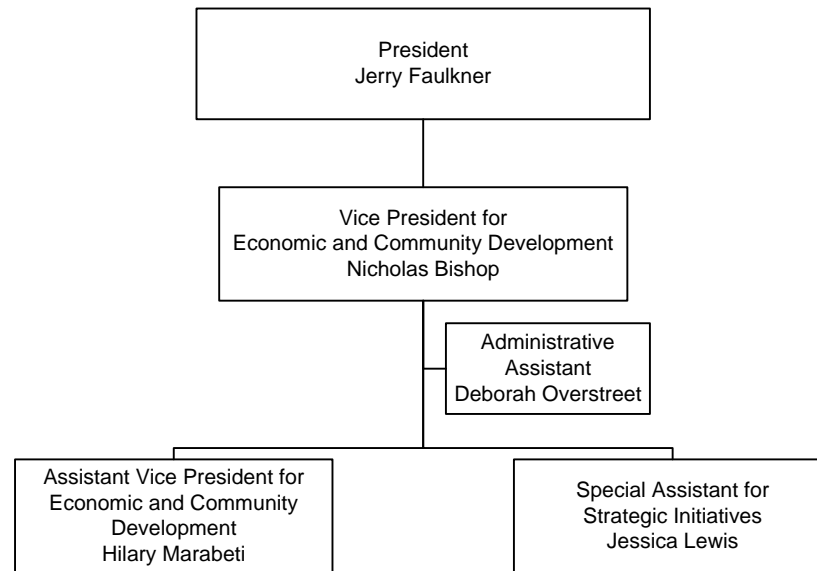 President
Jerry Faulkner
Vice President for
Economic and Community Development
Nicholas Bishop
Administrative
Assistant
Deborah Overstreet
Assistant Vice President for
Economic and Community
Development
Hilary Marabeti
Special Assistant for
Strategic Initiatives
Jessica Lewis